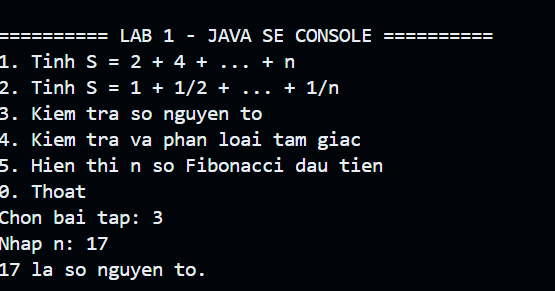 ========== LAB 1 - JAVA SE CONSOLE ==========
1. Tinh S = 2 + 4 + ... + n
2. Tinh S = 1 + 1/2 + ... + 1/n
3. Kiem tra so nguyen to
4. Kiem tra va phan loai tam giac
5. Hien thi n so Fibonacci dau tien
0. Thoat
Chon bai tap: 3
Nhap n: 17
17 la so nguyen to.